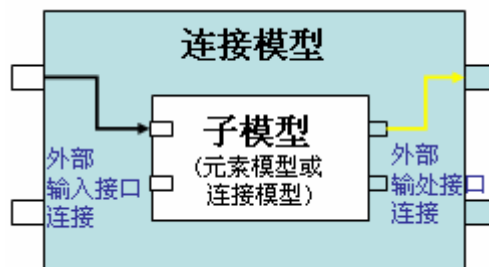 连接模型
子模型
(元素模型或
连接模型)
外部
输入接口
连接
外部
输处接口
连接